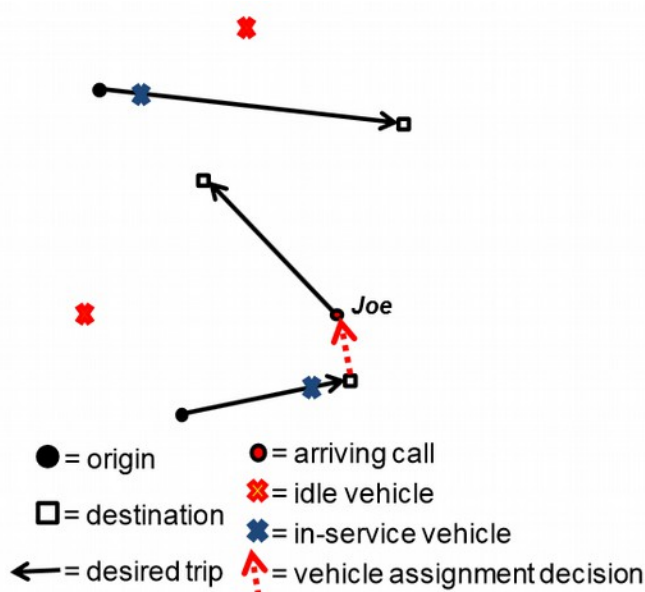 Joe
= origin
= destination
= desired trip
= arriving call
= idle vehicle
= in-service vehicle
= vehicle assignment decision